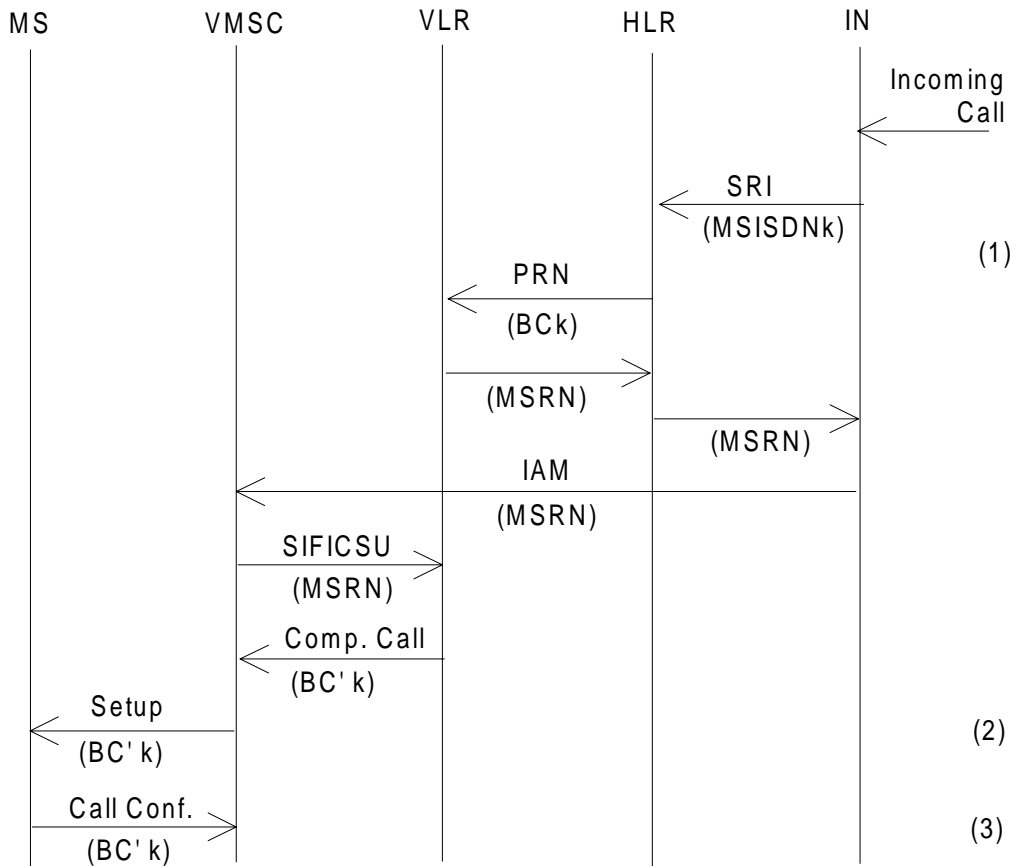 MS VMSC VLR HLR IN
Incoming
Call
SRI
(MSISDNk)
(1)
PRN
(BCk)
(MSRN)
(MSRN)
IAM
(MSRN)
SIFICSU
(MSRN)
Comp. Call
(BC'k)
Setup
(BC'k)
(2)
Call Conf.
(BC'k)
(3)